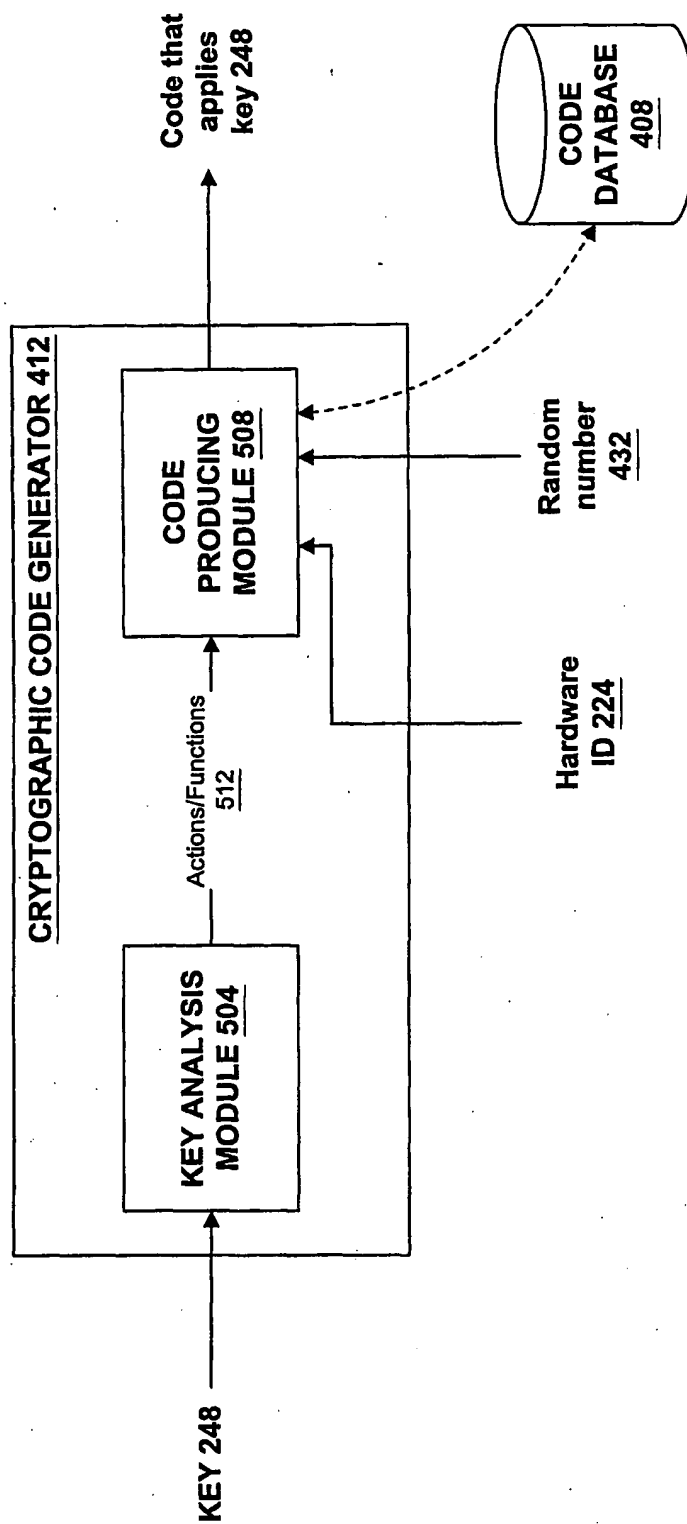 CRYPTOGRAPHIC CODE GENERATOR 412
KEY 248
KEY ANALYSIS
MODULE 504
Actions/Functions
512
CODE
PRODUCING
MODULE 508
Code that
applies
key 248
Hardware
ID 224
Random
number
432
CODE
DATABASE
408